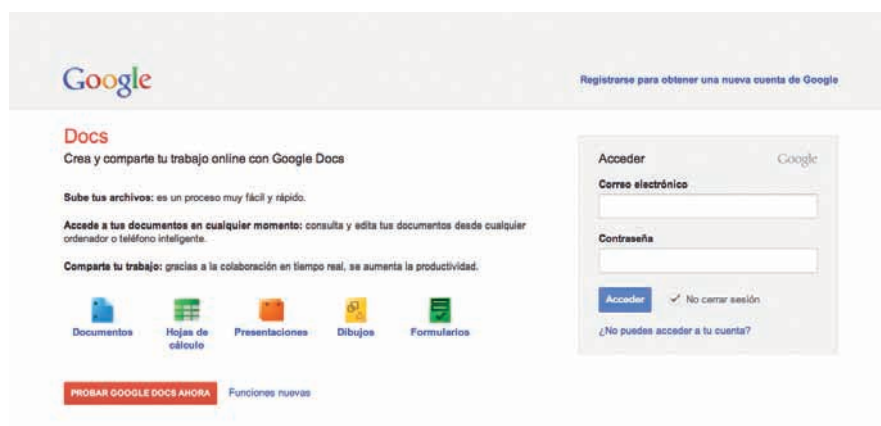 Google
Registrarse para obtener una nueva cuenta de Google
Docs
Crea y comparte tu trabajo online con Google Docs
Sube tus archivos: es un proceso muy fácil y rápido.
Accede a tus documentos en cualquier momento: consulta y edita tus documentos desde cualquier
ordenador o teléfono inteligente.
Comparte tu trabajo: gracias a la colaboración en tiempo real, se aumenta la productividad.
Documentos
Hojas de
cálculo
Presentaciones
Dibujos
Formularios
PROBAR GOOGLE DOCS AHORA
Funciones nuevas
Acceder
Google
Correo electrónico
Contraseña
Acceder
No cerrar sesión
¿No puedes acceder a tu cuenta?